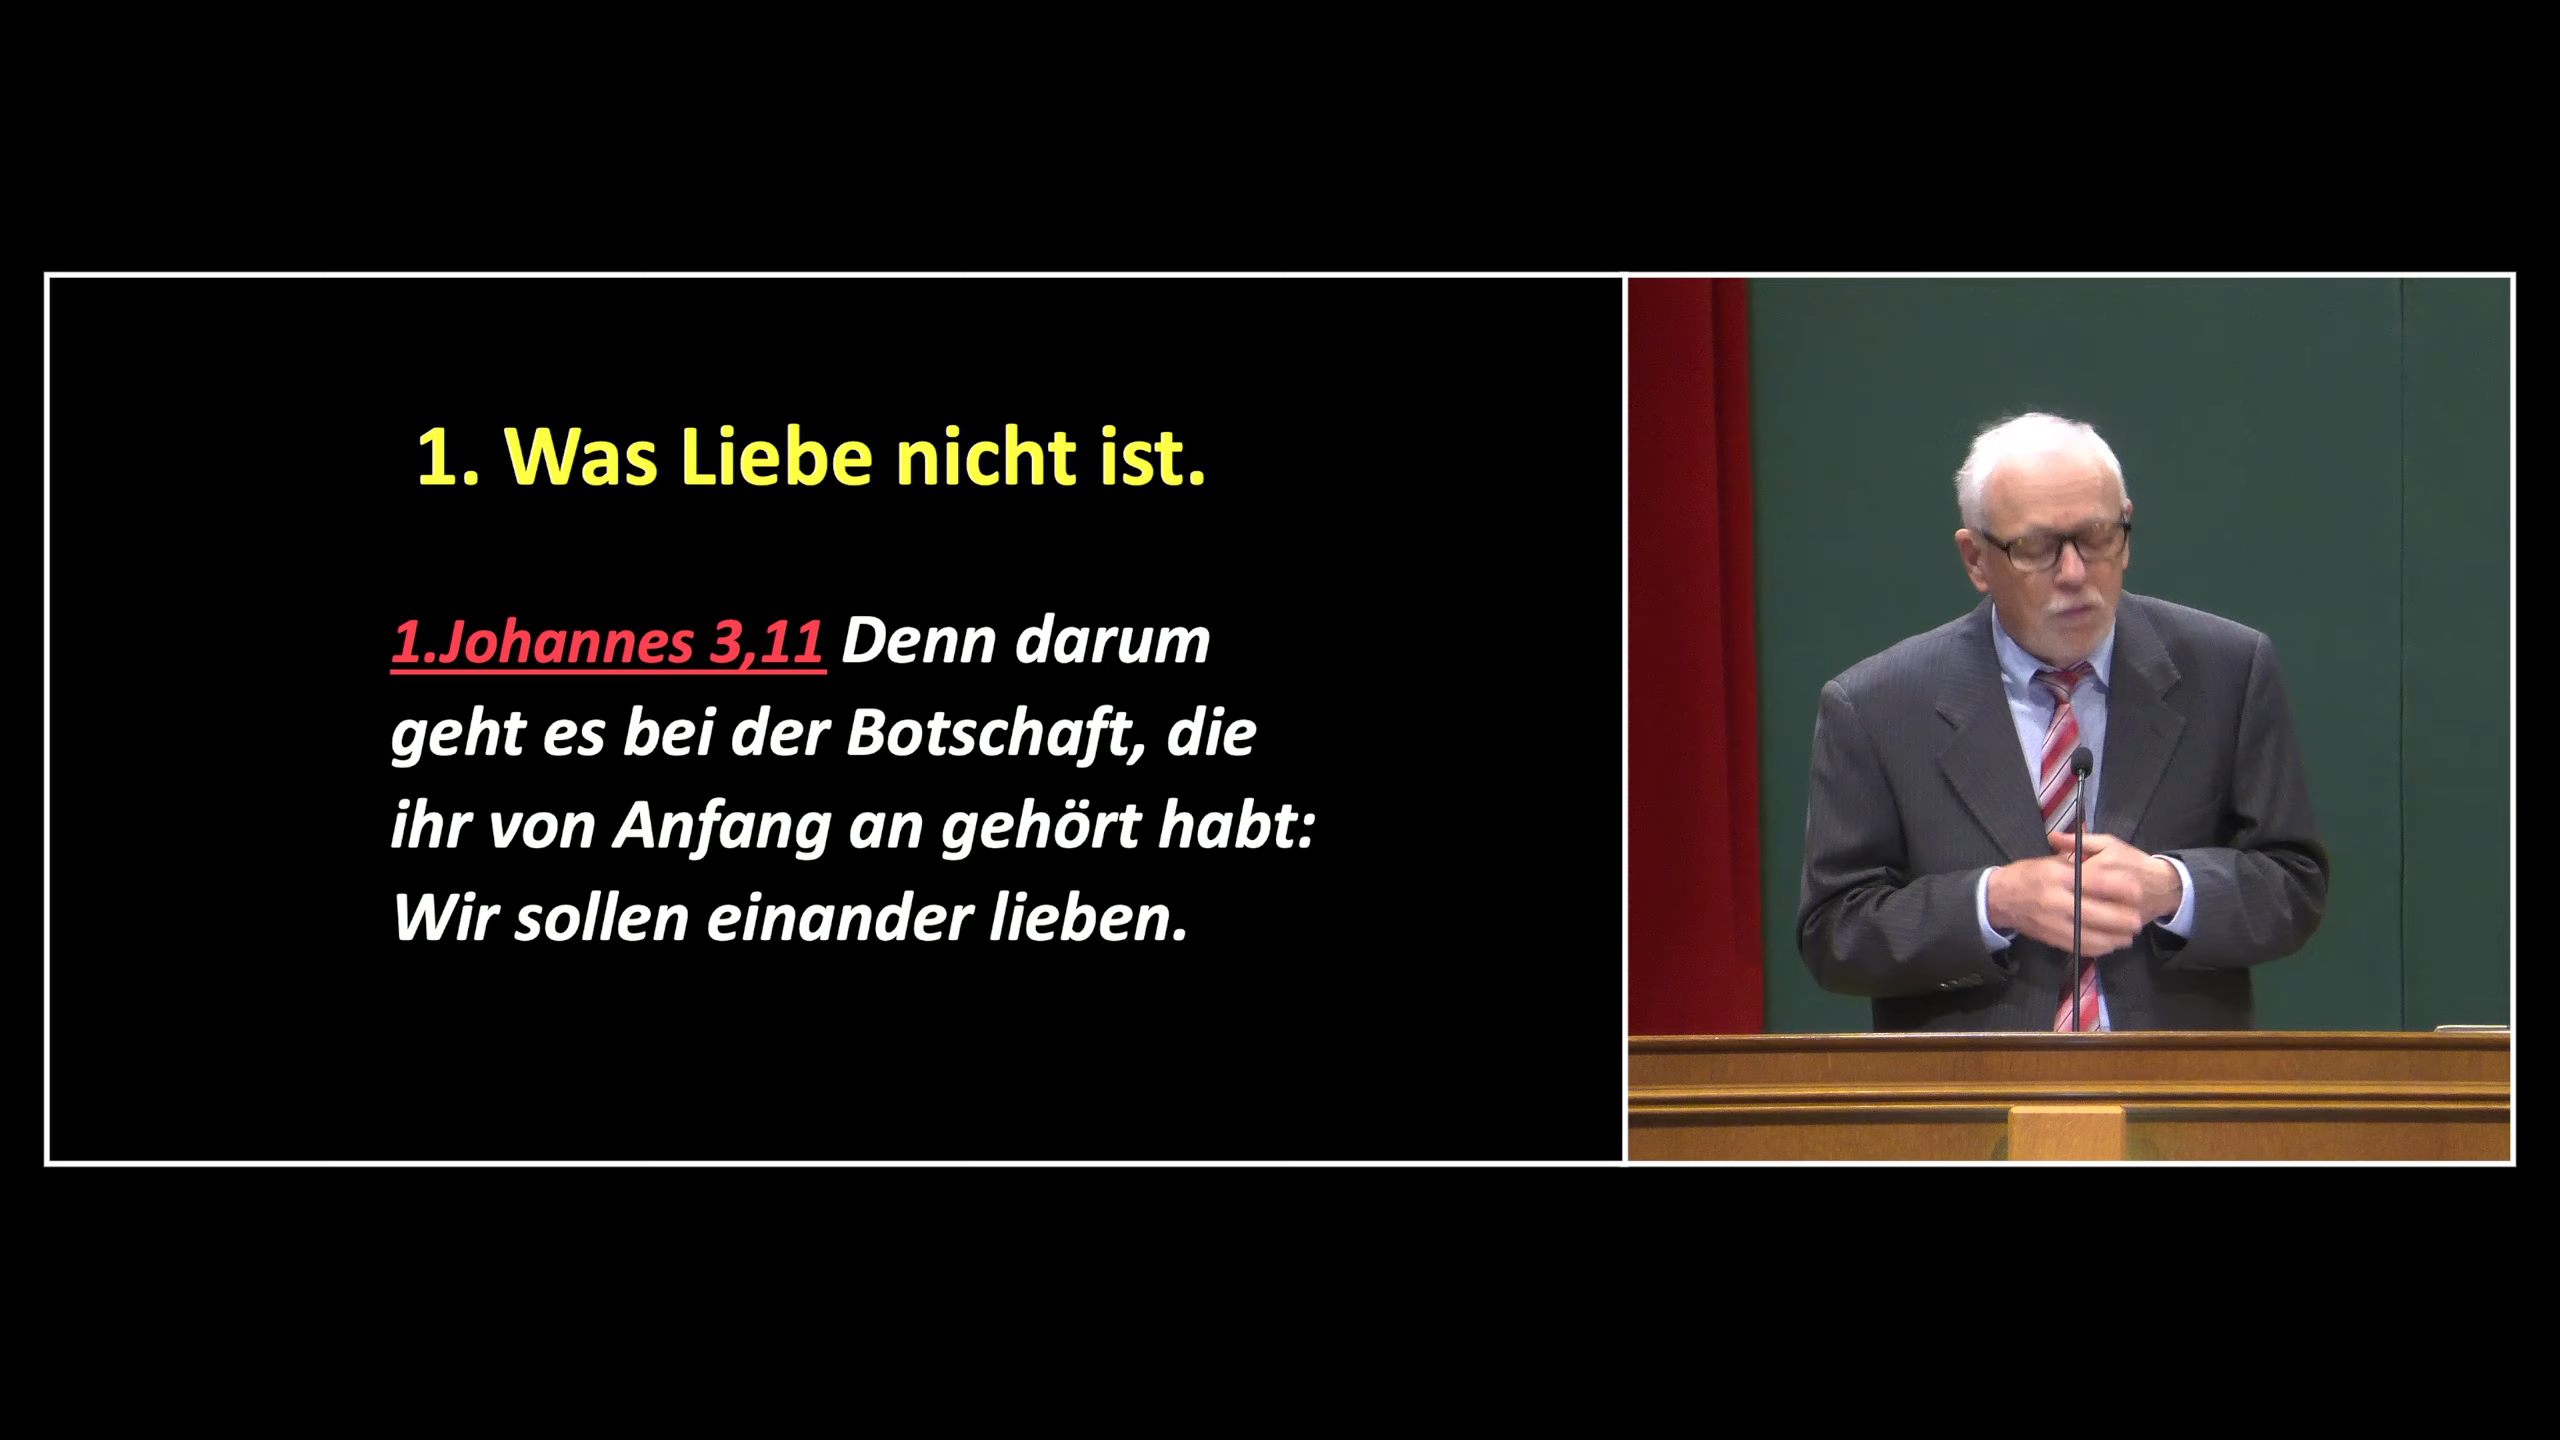 1. Was Liebe nicht ist.
1.Johannes 3,11 Denn darum
geht es bei der Botschaft, die
ihr von Anfang an gehört habt:
Wir sollen einander lieben.